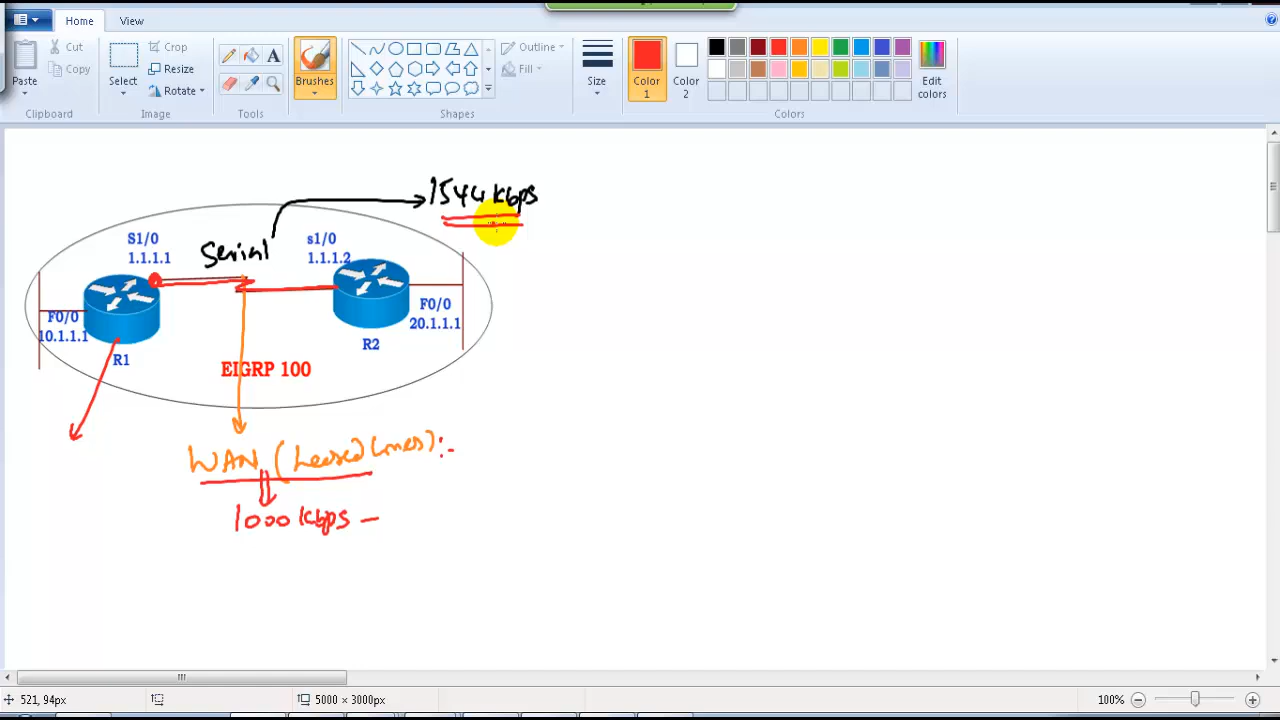 Home
View
Paste
Cut
Copy
Clipboard
Select
Crop
Resize
Rotate
Image
A
Tools
Brushes
Outline
Fill
Shapes
Size
Color
1
Color
2
Edit
colors
Colors
1544 kbps
Serial
S1/0
1.1.1.1
s1/0
1.1.1.2
F0/0
10.1.1.1
R1
F0/0
20.1.1.1
R2
EIGRP 100
WAN (Leased Lines):-
1000 Kbps -
521, 94px
5000 × 3000px
100%